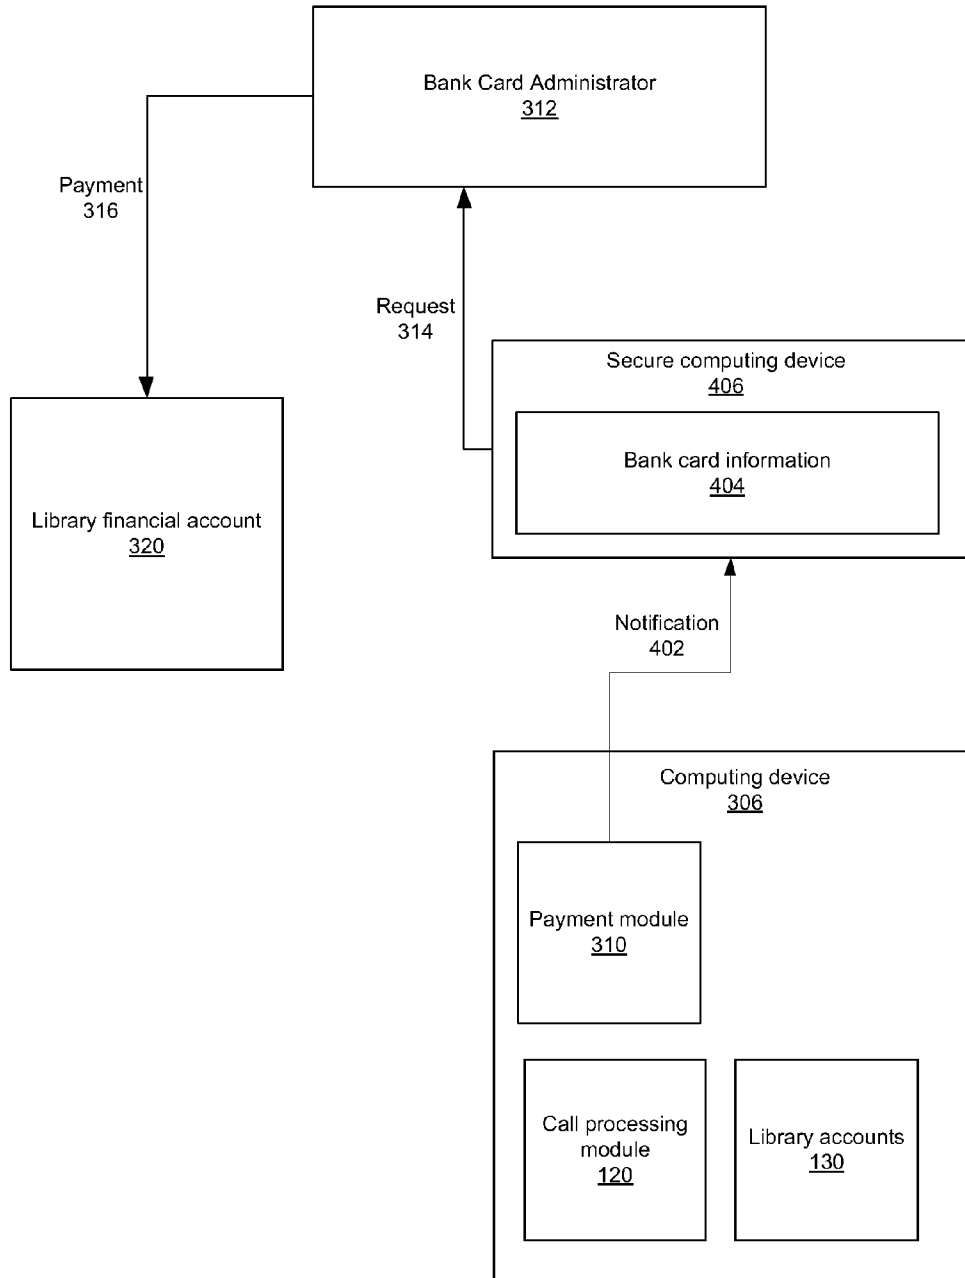 Bank Card Administrator
312
Payment
316
Request
314
Secure computing device
406
Bank card information
404
Library financial account
320
Notification
402
Computing device
306
Payment module
310
Call processing
module
120
Library accounts
130